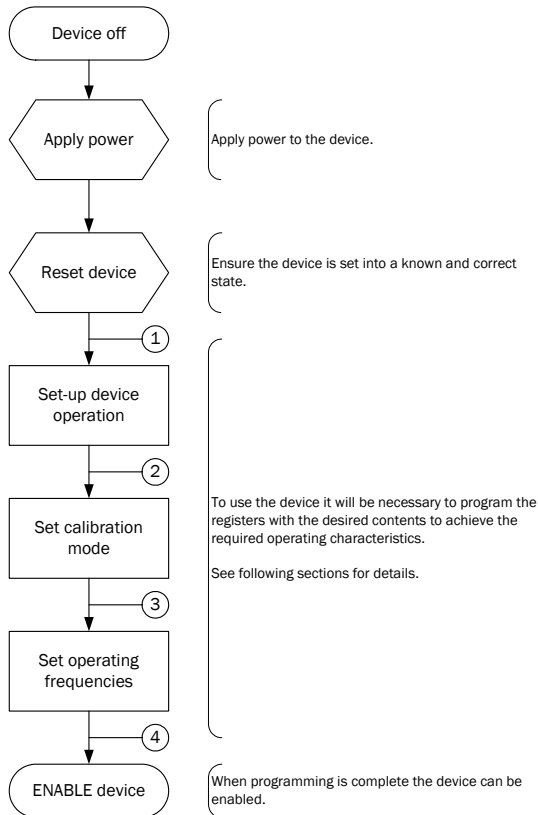 Device off
Apply power
Apply power to the device.
Reset device
Ensure the device is set into a known and correct
state.
1
Set-up device
operation
2
To use the device it will be necessary to program the
registers with the desired contents to achieve the
required operating characteristics.
See following sections for details.
Set calibration
mode
3
Set operating
frequencies
4
ENABLE device
When programming is complete the device can be
enabled.